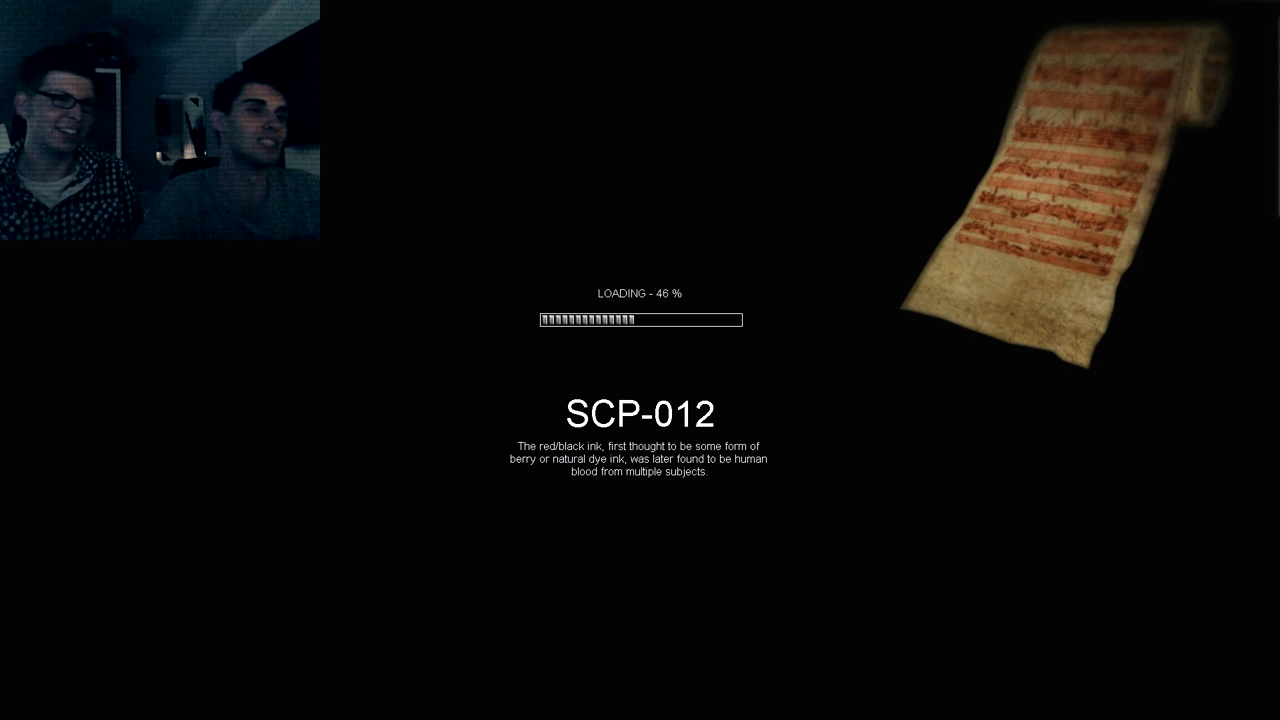 LOADING - 46 %
SCP-012
The red/black ink, first thought to be some form of
berry or natural dye ink, was later found to be human
blood from multiple subjects.